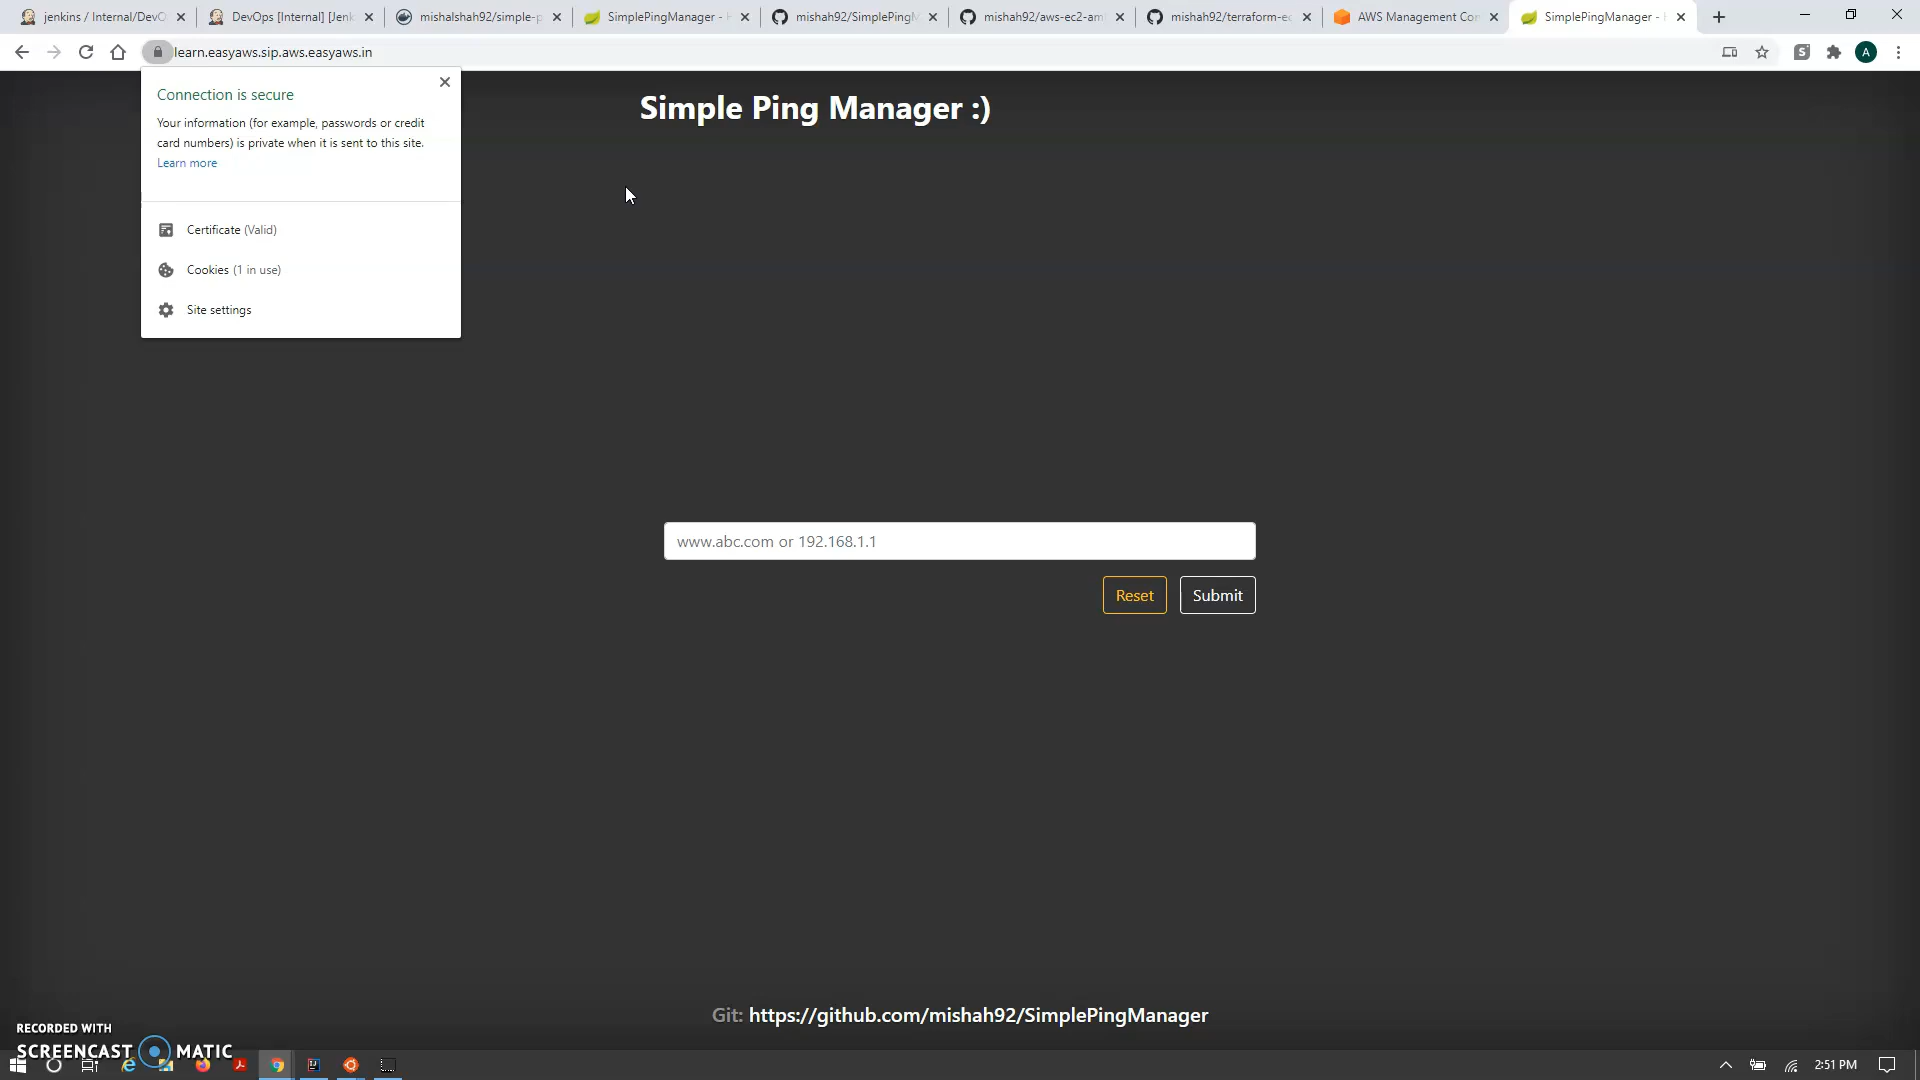 jenkins / Internal/DevO
DevOps [Internal] [Jenk
mishalshah92/simple-p
SimplePingManager - H
mishah92/SimplePingM
mishah92/aws-ec2-am
mishah92/terraform-ec
AWS Management Con
SimplePingManager - H
learn.easyaws.sip.aws.easyaws.in
A
Connection is secure
Your information (for example, passwords or credit
card numbers) is private when it is sent to this site.
Learn more
Certificate (Valid)
Cookies (1 in use)
Site settings
Simple Ping Manager :)
www.abc.com or 192.168.1.1
Reset
Submit
Git: https://github.com/mishah92/SimplePingManager
RECORDED WITH
SCREENCAST MATIC
2:51 PM